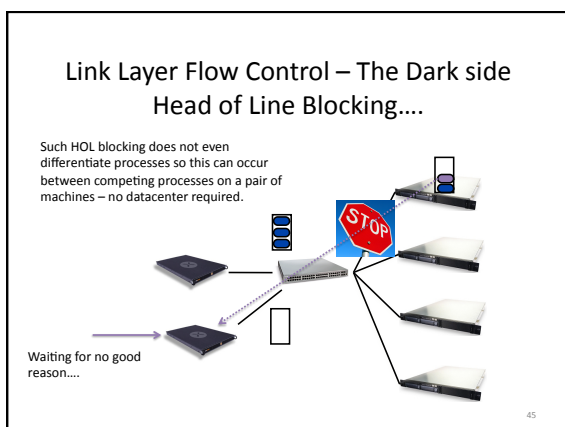 Link Layer Flow Control – The Dark side
Head of Line Blocking….
Such HOL blocking does not even
differentiate processes so this can occur
between competing processes on a pair of
machines – no datacenter required.
STOP
Waiting for no good
reason….
45